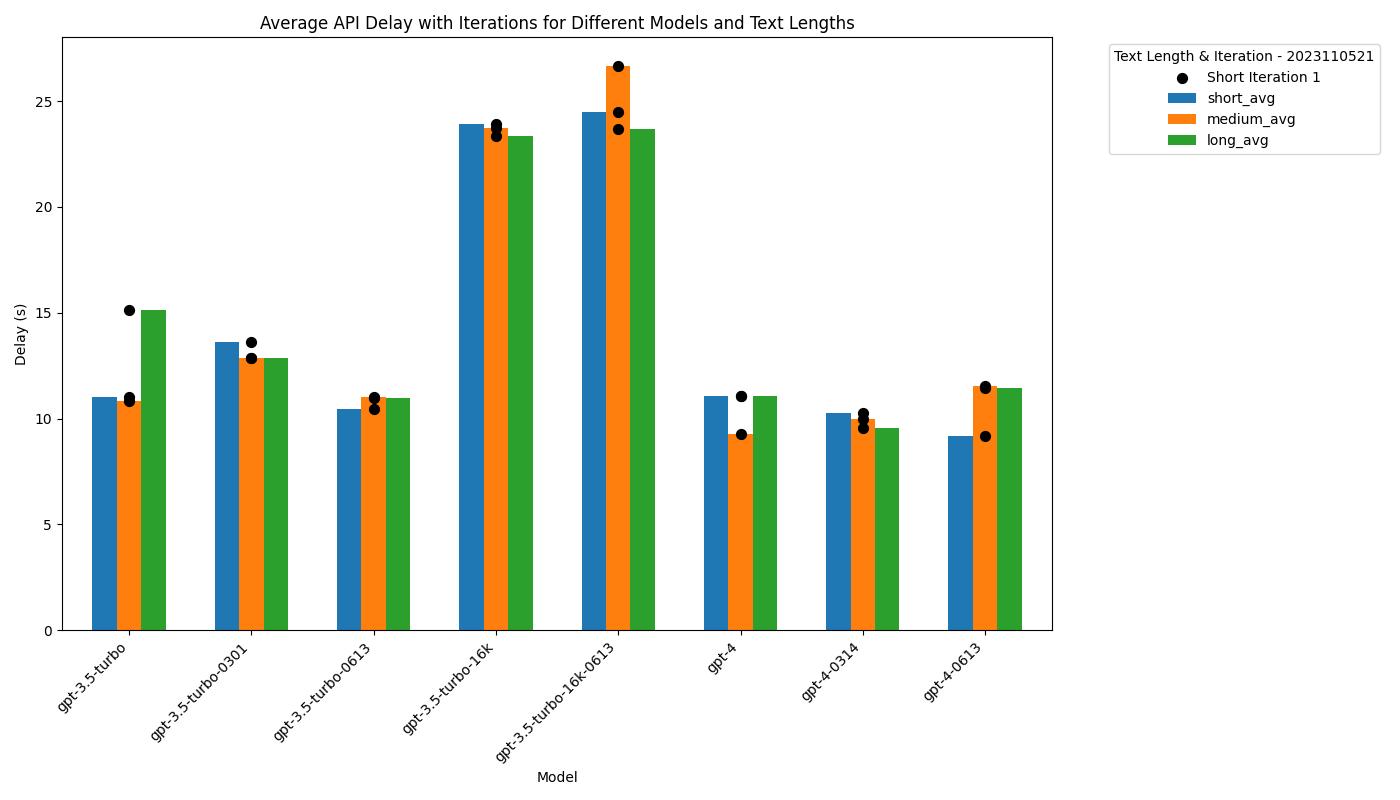 Average API Delay with Iterations for Different Models and Text Lengths
Text Length & Iteration - 2023110521
Short Iteration 1
short_avg
medium_avg
long_avg
Delay (s)
25
20
15
10
5
0
gpt-3.5-turbo
gpt-3.5-turbo-0301
gpt-3.5-turbo-0613
gpt-3.5-turbo-16k
gpt-3.5-turbo-16k-0613
gpt-4
gpt-4-0314
gpt-4-0613
Model